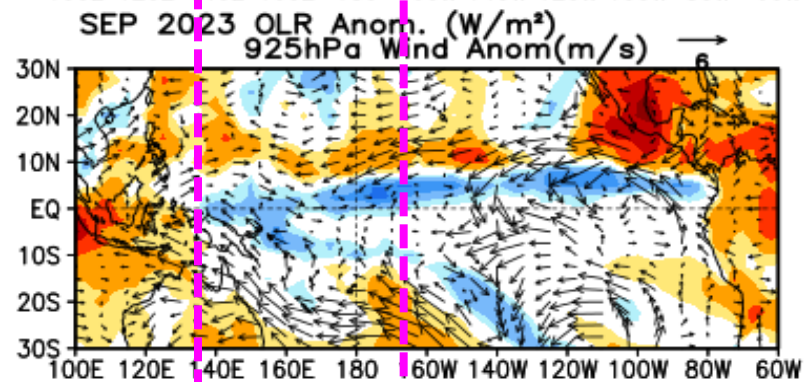 SEP 2023 OLR Anom. (W/m²)
925hPa Wind Anom(m/s)
6
30N
20N
10N
EQ
10S
20S
30S
100E 120E 140E 160E 180 160W 140W 120W 100W 80W 60W